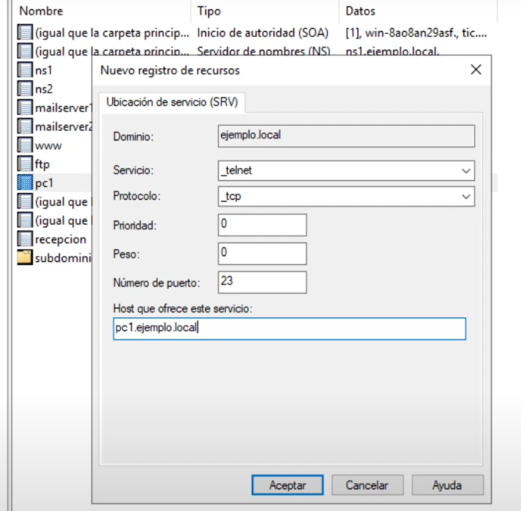 Nombre Tipo Datos
(igual que la carpeta princip... Inicio de autoridad (SOA) [1], win-8ao8an29asf., tic....
(igual que la carpeta princip... Servidor de nombres (NS) ns1.ejemplo.local.
ns1
ns2
mailserver1
mailserver2
www
ftp
pc1
(igual que l
(igual que l
recepcion
subdomini
Nuevo registro de recursos
Ubicación de servicio (SRV)
Dominio: ejemplo.local
Servicio: _telnet
Protocolo: _tcp
Prioridad: 0
Peso: 0
Número de puerto: 23
Host que ofrece este servicio:
pc1.ejemplo.local
Aceptar Cancelar Ayuda